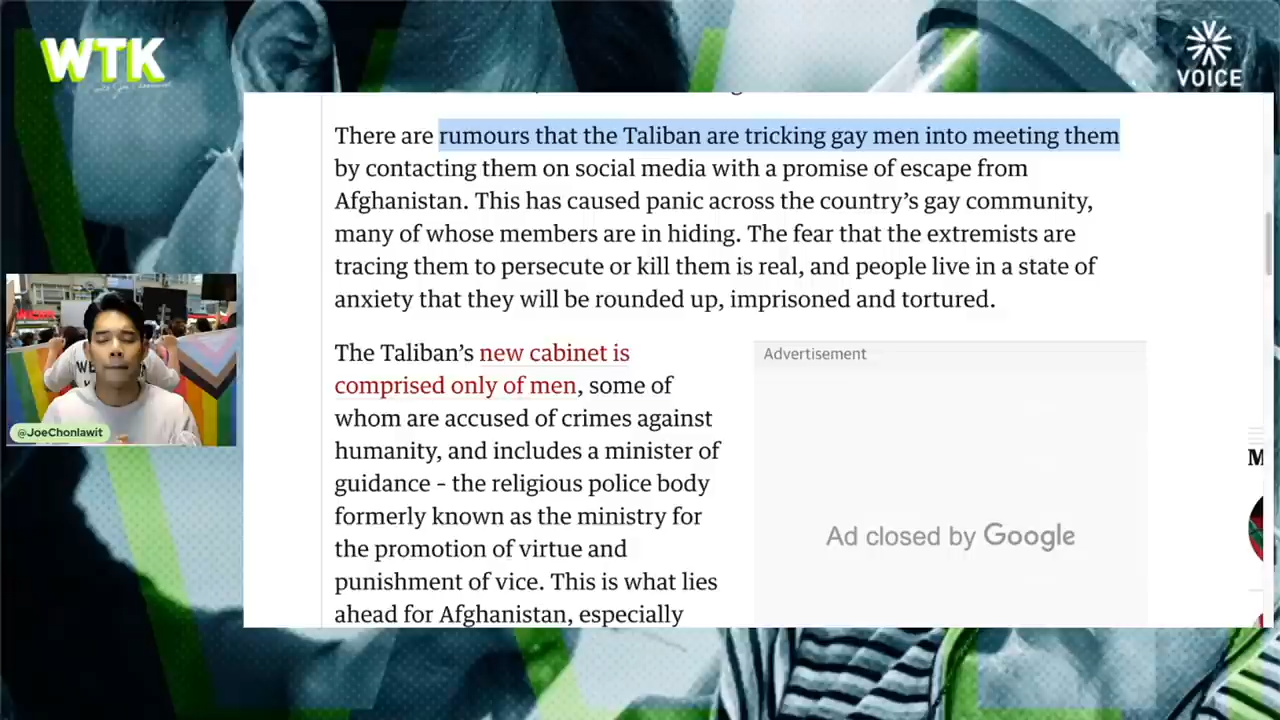 WTK
VOICE
There are rumours that the Taliban are tricking gay men into meeting them
by contacting them on social media with a promise of escape from
Afghanistan. This has caused panic across the country’s gay community,
many of whose members are in hiding. The fear that the extremists are
tracing them to persecute or kill them is real, and people live in a state of
anxiety that they will be rounded up, imprisoned and tortured.
The Taliban’s new cabinet is
comprised only of men, some of
whom are accused of crimes against
humanity, and includes a minister of
guidance – the religious police body
formerly known as the ministry for
the promotion of virtue and
punishment of vice. This is what lies
ahead for Afghanistan, especially
Advertisement
Ad closed by Google
M
@JoeChonlawit